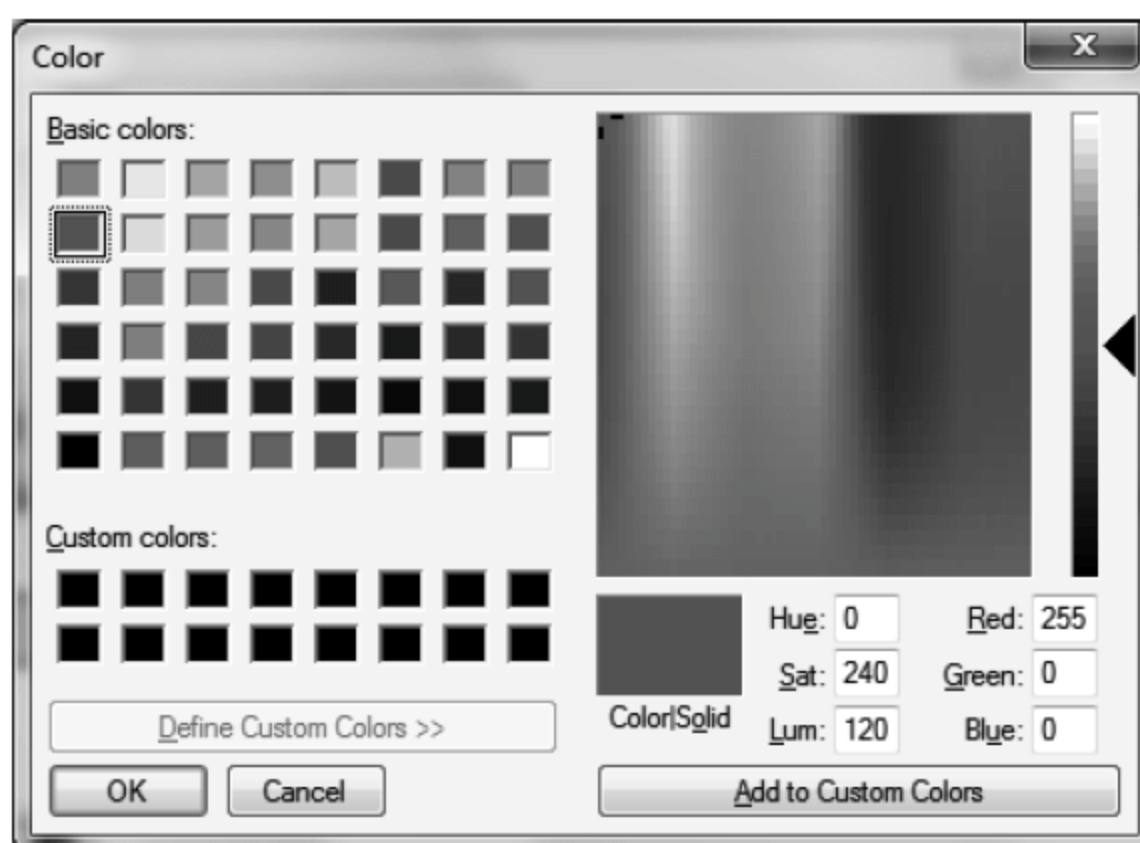 Color
x
Basic colors:
Custom colors:
Define Custom Colors >>
OK Cancel
Color|Solid
Hue: 0 Red: 255
Sat: 240 Green: 0
Lum: 120 Blue: 0
Add to Custom Colors